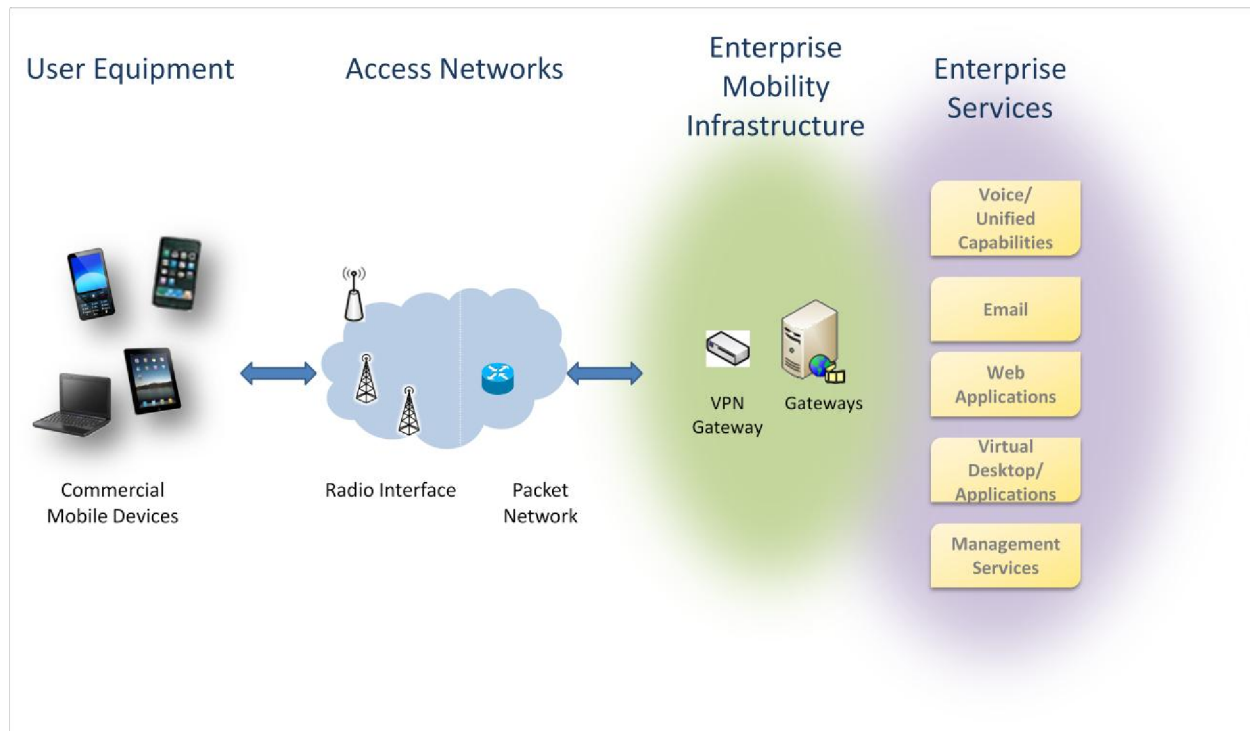 User Equipment
Access Networks
Enterprise
Mobility
Infrastructure
Enterprise
Services
Voice/
Unified
Capabilities
Email
Web
Applications
Virtual
Desktop/
Applications
Management
Services
VPN
Gateway
Gateways
Commercial
Mobile Devices
Radio Interface
Packet
Network